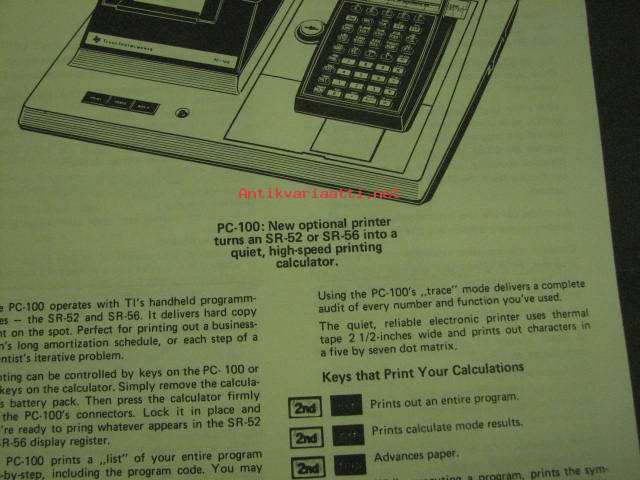 Texas Instruments
Antikvariaatti.net
PC-100: New optional printer
turns an SR-52 or SR-56 into a
quiet, high-speed printing
calculator.
PC-100 operates with TI's handheld programm-
es – the SR-52 and SR-56. It delivers hard copy
nt on the spot. Perfect for printing out a business-
n's long amortization schedule, or each step of a
entist's iterative problem.
nting can be controlled by keys on the PC- 100 or
keys on the calculator. Simply remove the calcula-
s battery pack. Then press the calculator firmly
the PC-100's connectors. Lock it in place and
're ready to pring whatever appears in the SR-52
R-56 display register.
PC-100 prints a „list" of your entire program
-by-step, including the program code. You may
Using the PC-100's „trace" mode delivers a complete
audit of every number and function you've used.
The quiet, reliable electronic printer uses thermal
tape 2 1/2-inches wide and prints out characters in
a five by seven dot matrix.
Keys that Print Your Calculations
2nd Prints out an entire program.
2nd Prints calculate mode results.
2nd Advances paper.
executing a program, prints the sym-